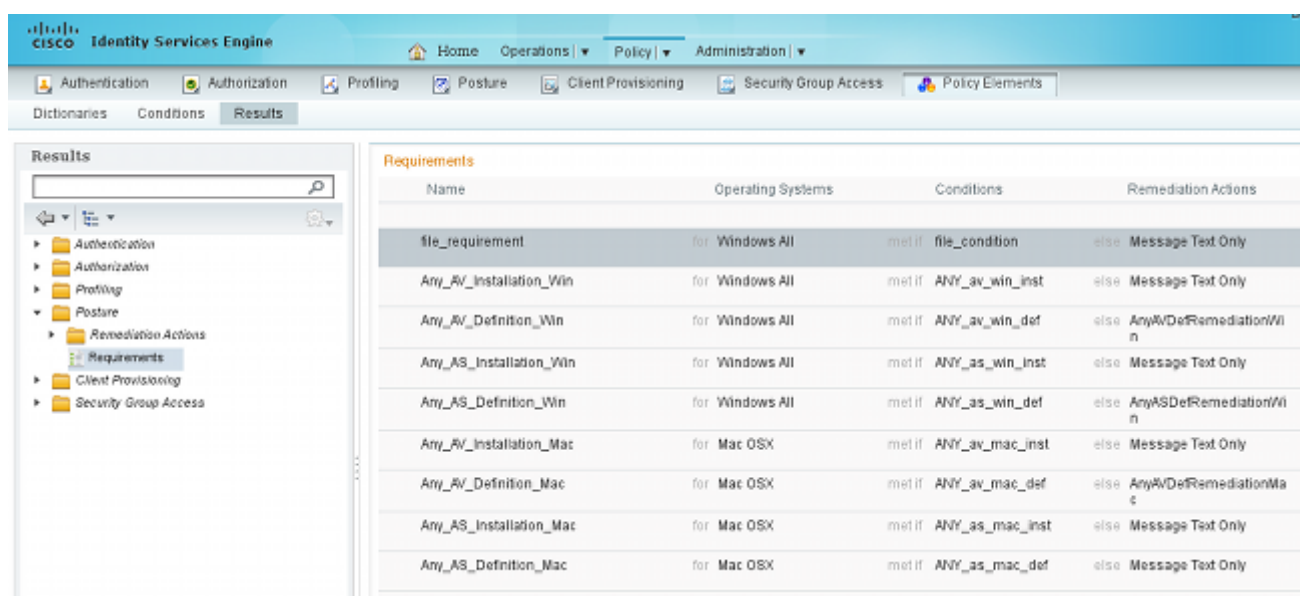 cisco Identity Services Engine
Home Operations | Policy | Administration |
Authentication Authorization Profiling Posture Client Provisioning Security Group Access Policy Elements
Dictionaries Conditions Results
Results
Requirements
Name Operating Systems Conditions Remediation Actions
file_requirement for Windows All met if file_condition else Message Text Only
Authentication
Authorization
Profiling
Posture
Remediation Actions
Requirements
Client Provisioning
Security Group Access
Any_AV_Installation_Win for Windows All met if ANY_av_win_inst else Message Text Only
Any_AV_Definition_Win for Windows All met if ANY_av_win_def else AnyAVDefRemediationWi
n
Any_AS_Installation_Win for Windows All met if ANY_as_win_inst else Message Text Only
Any_AS_Definition_Win for Windows All met if ANY_as_win_def else AnyASDefRemediationWi
n
Any_AV_Installation_Mac for Mac OSX met if ANY_av_mac_inst else Message Text Only
Any_AV_Definition_Mac for Mac OSX met if ANY_av_mac_def else AnyAVDefRemediationMa
c
Any_AS_Installation_Mac for Mac OSX met if ANY_as_mac_inst else Message Text Only
Any_AS_Definition_Mac for Mac OSX met if ANY_as_mac_def else Message Text Only